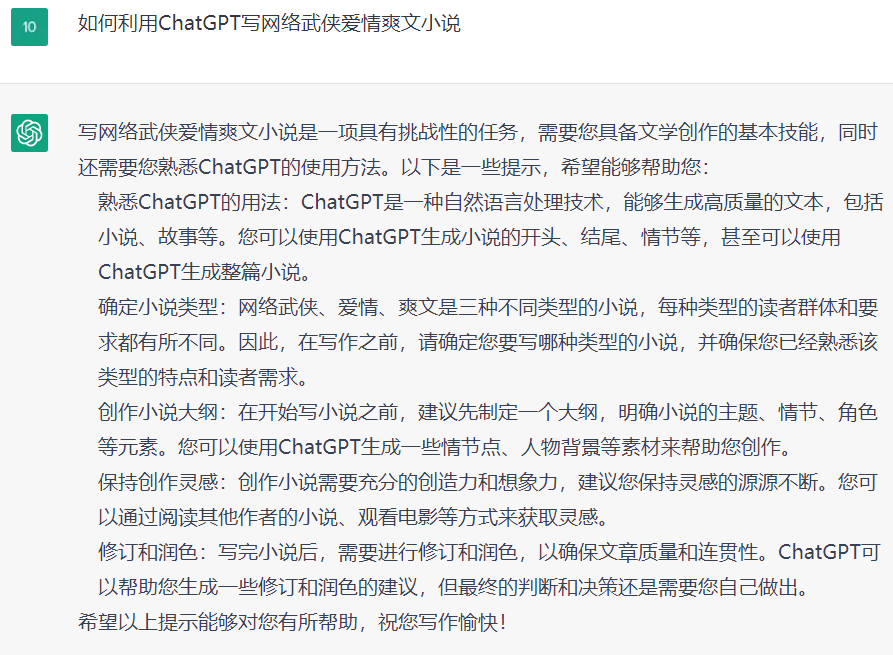 10
如何利用ChatGPT写网络武侠爱情爽文小说
写网络武侠爱情爽文小说是一项具有挑战性的任务，需要您具备文学创作的基本技能，同时
还需要您熟悉ChatGPT的使用方法。以下是一些提示，希望能够帮助您：
熟悉ChatGPT的用法：ChatGPT是一种自然语言处理技术，能够生成高质量的文本，包括
小说、故事等。您可以使用ChatGPT生成小说的开头、结尾、情节等，甚至可以使用
ChatGPT生成整篇小说。
确定小说类型：网络武侠、爱情、爽文是三种不同类型的小说，每种类型的读者群体和要
求都有所不同。因此，在写作之前，请确定您要写哪种类型的小说，并确保您已经熟悉该
类型的特点和读者需求。
创作小说大纲：在开始写小说之前，建议先制定一个大纲，明确小说的主题、情节、角色
等元素。您可以使用ChatGPT生成一些情节点、人物背景等素材来帮助您创作。
保持创作灵感：创作小说需要充分的创造力和想象力，建议您保持灵感的源源不断。您可
以通过阅读其他作者的小说、观看电影等方式来获取灵感。
修订和润色：写完小说后，需要进行修订和润色，以确保文章质量和连贯性。ChatGPT可
以帮助您生成一些修订和润色的建议，但最终的判断和决策还是需要您自己做出。
希望以上提示能够对您有所帮助，祝您写作愉快！